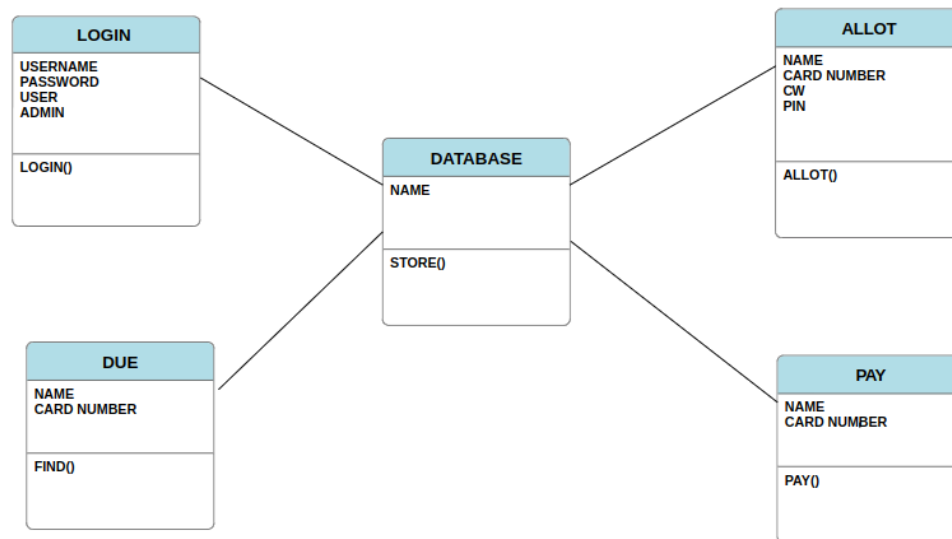 LOGIN
USERNAME
PASSWORD
USER
ADMIN
LOGIN()
ALLOT
NAME
CARD NUMBER
CW
PIN
ALLOT()
DATABASE
NAME
STORE()
DUE
NAME
CARD NUMBER
FIND()
PAY
NAME
CARD NUMBER
PAY()